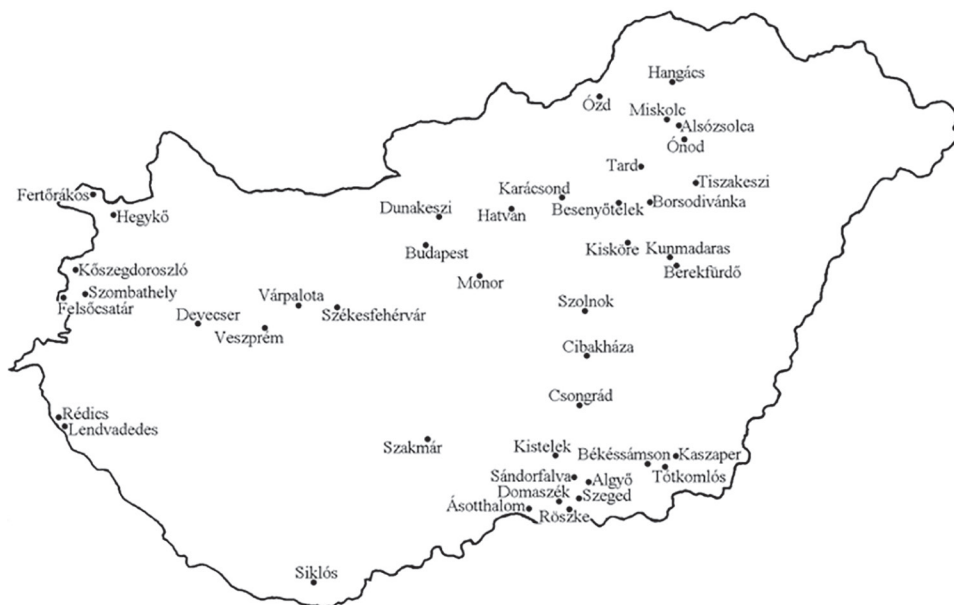 Hangács
Ózd
Miskolc
Alsózsolca
Ónod
Tard
Tiszakeszi
Fertőrákos
Karácsond
Hegykő
Dunakeszi
Hatvan
Besenyőtelek
Borsodivánka
Budapest
Kisköre
Kunmadaras
Kőszegdoroszló
Berekfürdő
Monor
Szombathely
Felsőcsatár
Várpalota
Székesfehérvár
Szolnok
Devecser
Veszprém
Cibakháza
Csongrád
Rédics
Lendvadedes
Szakmár
Kistelek
Békéssámson
Kaszaper
Tótkomlós
Sándorfalva
Algyő
Domaszék
Szeged
Ásotthalom
Röszke
Siklós